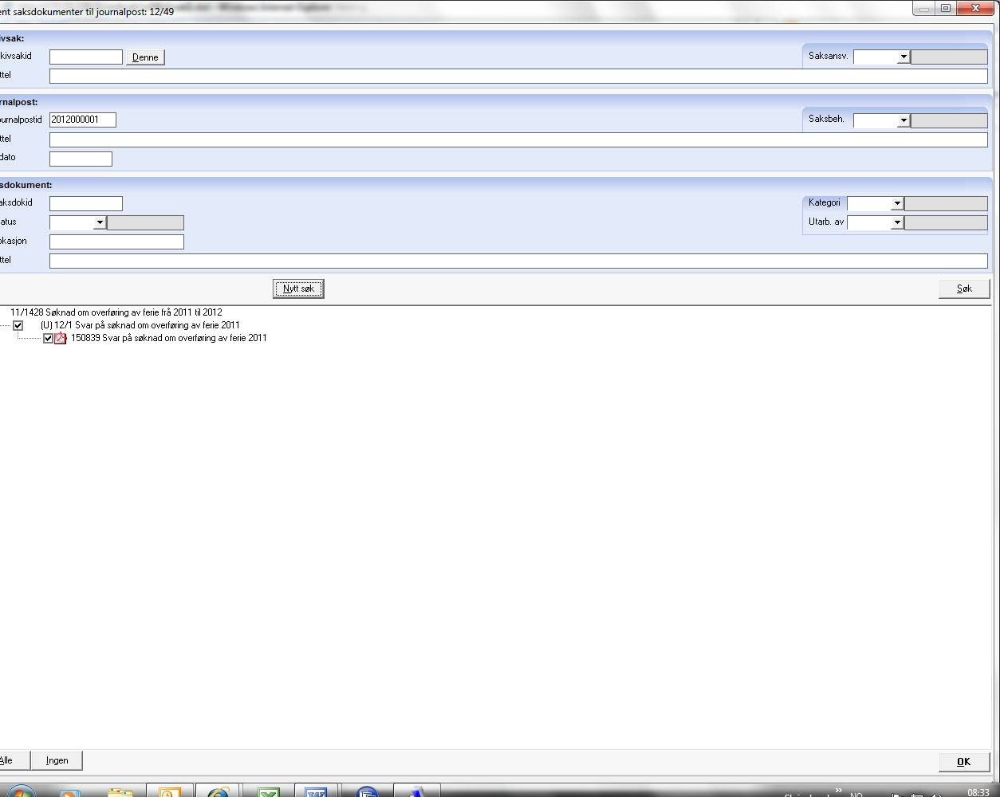 ent saksdokumenter til journalpost: 12/49
ivsak:
kivsakid Denne Saksansv.
ttel
rnalpost:
ournalpostid 2012000001 Saksbeh.
ttel
dato
sdokument:
aksdokid Kategori
atus Utarb. av
okasjon
ttel
Nytt søk Søk
11/1428 Søknad om overføring av ferie frå 2011 til 2012
(U) 12/1 Svar på søknad om overføring av ferie 2011
150839 Svar på søknad om overføring av ferie 2011
Alle Ingen OK
NO 08:33